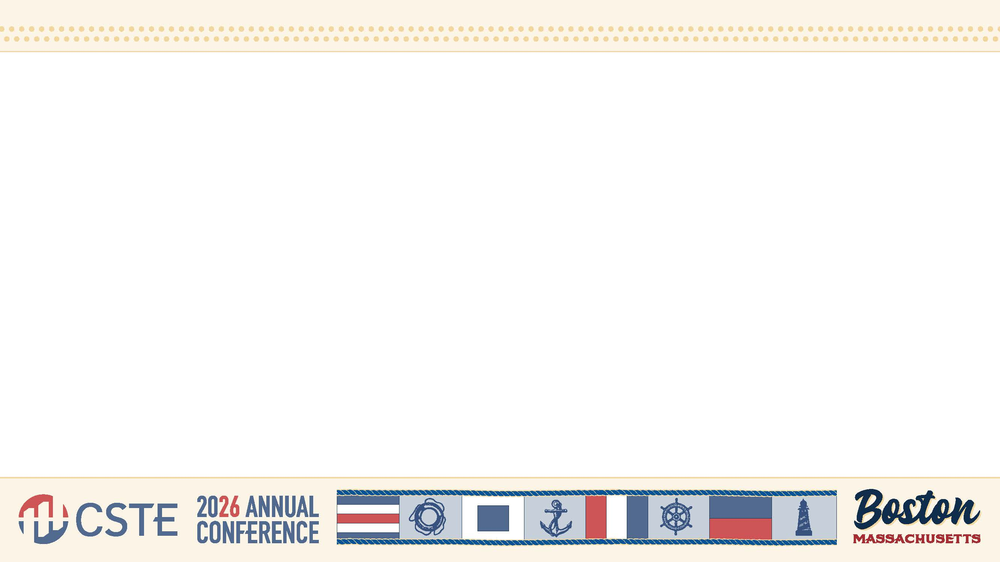 CSTE
2026 ANNUAL
CONFERENCE
Boston
MASSACHUSETTS